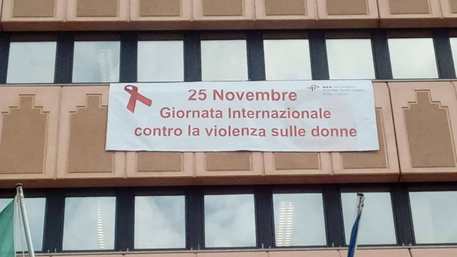 25 Novembre
Giornata Internazionale
contro la violenza sulle donne